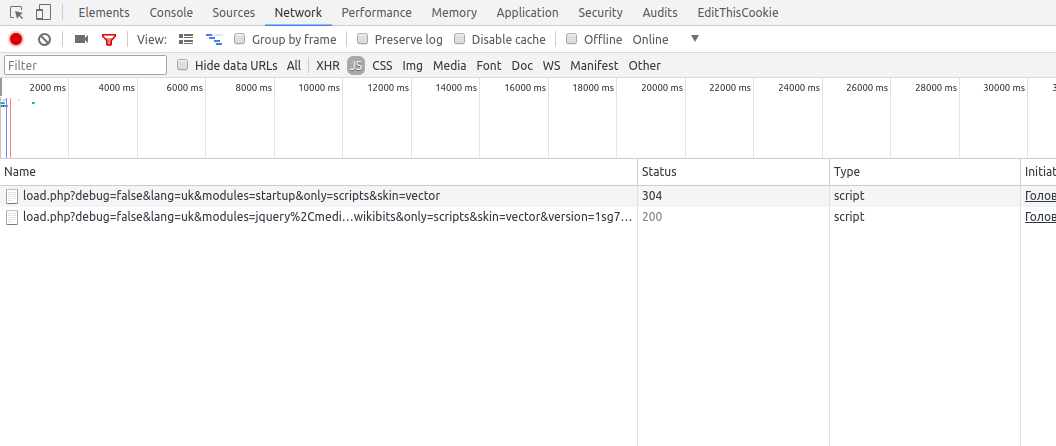 Elements Console Sources Network Performance Memory Application Security Audits EditThisCookie
View: Group by frame Preserve log Disable cache Offline Online
Filter Hide data URLs All XHR JS CSS Img Media Font Doc WS Manifest Other
2000 ms 4000 ms 6000 ms 8000 ms 10000 ms 12000 ms 14000 ms 16000 ms 18000 ms 20000 ms 22000 ms 24000 ms 26000 ms 28000 ms 30000 ms 3
Name Status Type Initiat
load.php?debug=false&lang=uk&modules=startup&only=scripts&skin=vector 304 script Голов
load.php?debug=false&lang=uk&modules=jquery%2Cmedi…wikibits&only=scripts&skin=vector&version=1sg7… 200 script Голов